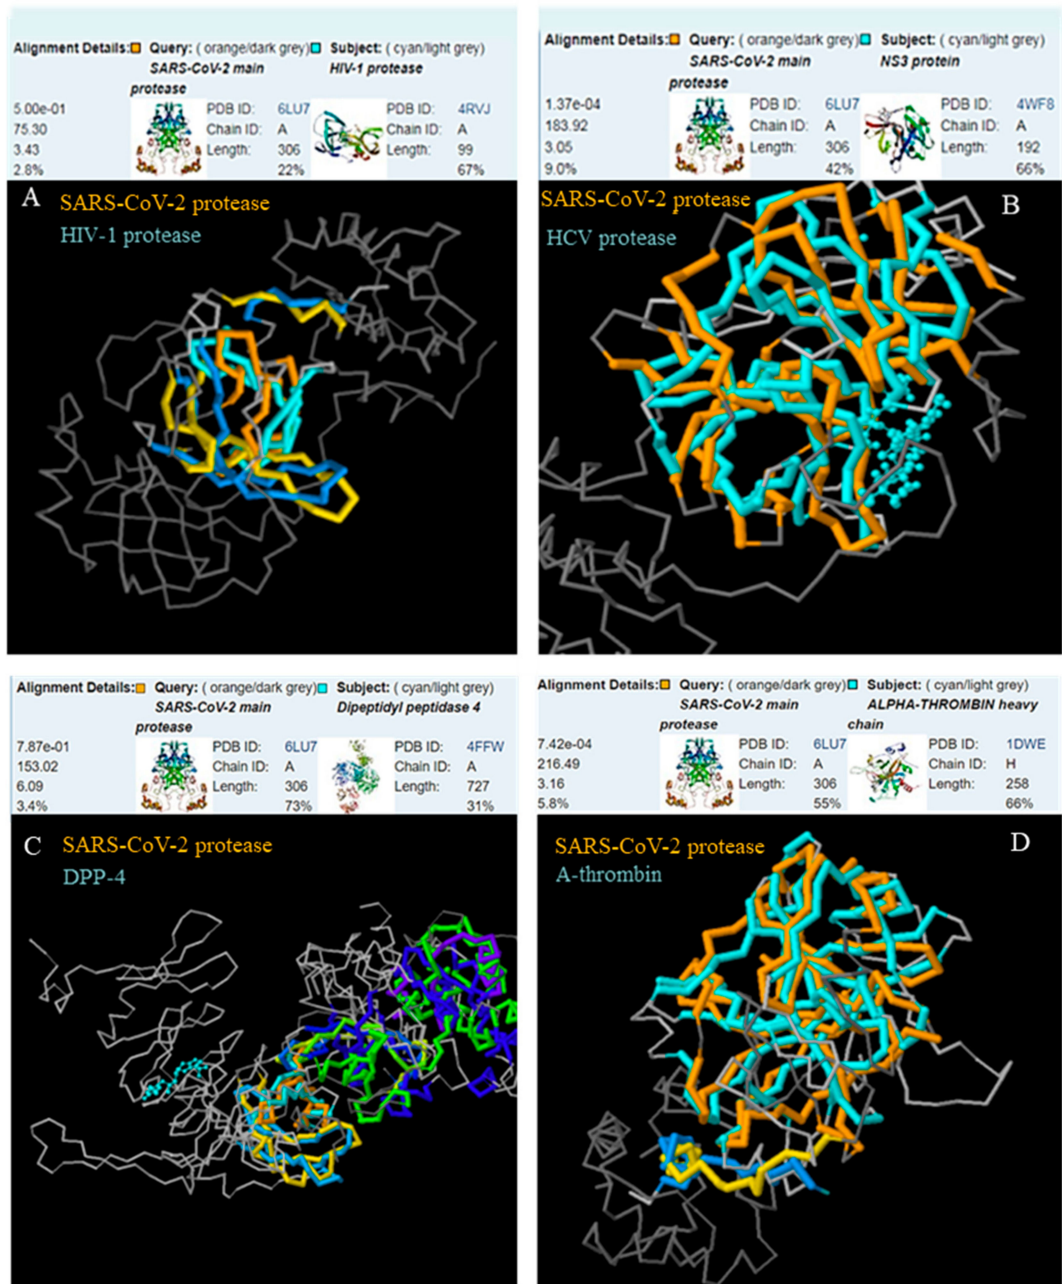 Alignment Details: Query: ( orange/dark grey) Subject: ( cyan/light grey)
SARS-CoV-2 main HIV-1 protease
protease
5.00e-01 PDB ID: 6LU7 PDB ID: 4RVJ
75.30 Chain ID: A Chain ID: A
3.43 Length: 306 Length: 99
2.8% 22% 67%
A SARS-CoV-2 protease
HIV-1 protease
Alignment Details: Query: ( orange/dark grey) Subject: ( cyan/light grey)
SARS-CoV-2 main NS3 protein
protease
1.37e-04 PDB ID: 6LU7 PDB ID: 4WF8
183.92 Chain ID: A Chain ID: A
3.05 Length: 306 Length: 192
9.0% 42% 66%
SARS-CoV-2 protease B
HCV protease
Alignment Details: Query: ( orange/dark grey) Subject: ( cyan/light grey)
SARS-CoV-2 main Dipeptidyl peptidase 4
protease
7.87e-01 PDB ID: 6LU7 PDB ID: 4FFW
153.02 Chain ID: A Chain ID: A
6.09 Length: 306 Length: 727
3.4% 73% 31%
C SARS-CoV-2 protease
DPP-4
Alignment Details: Query: ( orange/dark grey) Subject: ( cyan/light grey)
SARS-CoV-2 main ALPHA-THROMBIN heavy
protease chain
7.42e-04 PDB ID: 6LU7 PDB ID: 1DWE
216.49 Chain ID: A Chain ID: H
3.16 Length: 306 Length: 258
5.8% 55% 66%
SARS-CoV-2 protease D
A-thrombin